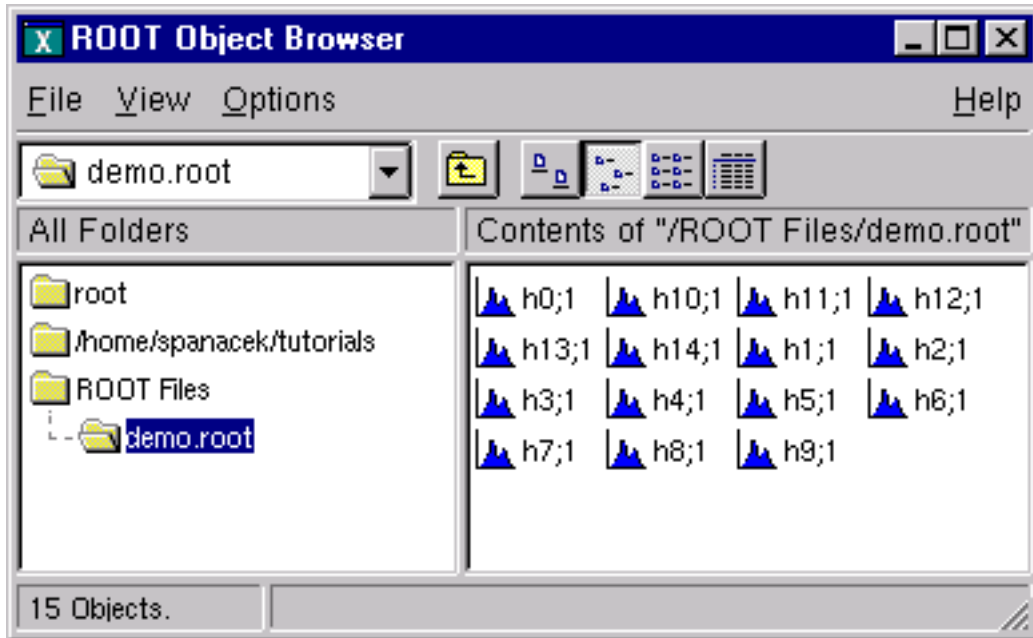 ROOT Object Browser
File View Options Help
demo.root
All Folders
Contents of "/ROOT Files/demo.root"
root
/home/spanacek/tutorials
ROOT Files
demo.root
h0;1 h10;1 h11;1 h12;1
h13;1 h14;1 h1;1 h2;1
h3;1 h4;1 h5;1 h6;1
h7;1 h8;1 h9;1
15 Objects.